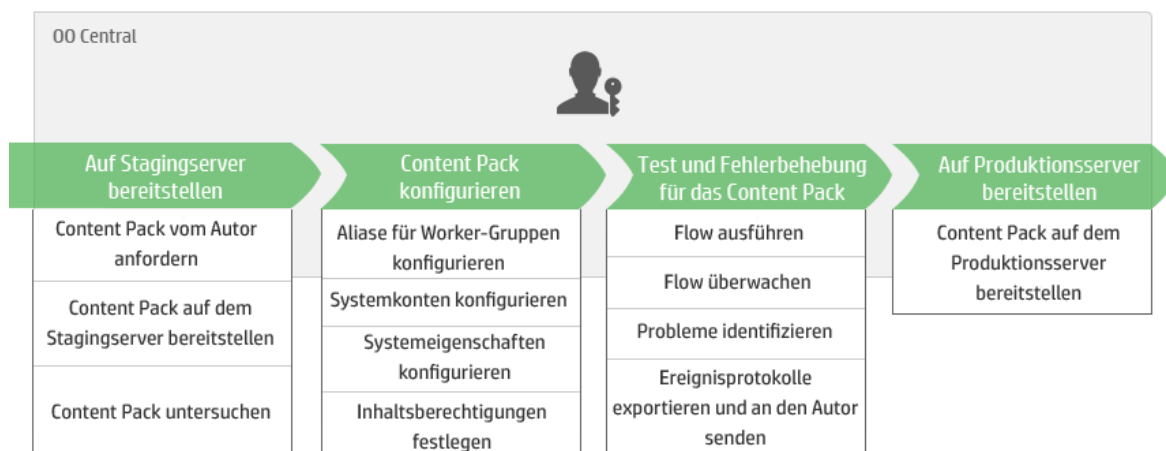 OO Central
Auf Stagingserver
bereitstellen
Content Pack vom Autor
anfordern
Content Pack auf dem
Stagingserver bereitstellen
Content Pack untersuchen
Content Pack
konfigurieren
Aliase für Worker-Gruppen
konfigurieren
Systemkonten konfigurieren
Systemeigenschaften
konfigurieren
Inhaltsberechtigungen
festlegen
Test und Fehlerbehebung
für das Content Pack
Flow ausführen
Flow überwachen
Probleme identifizieren
Ereignisprotokolle
exportieren und an den Autor
senden
Auf Produktionsserver
bereitstellen
Content Pack auf dem
Produktionsserver
bereitstellen